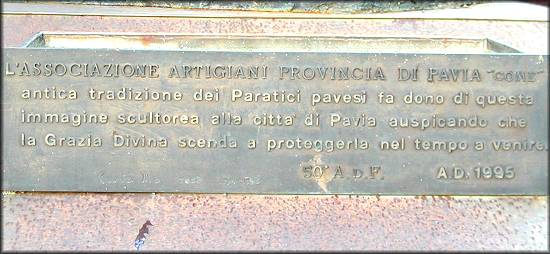 L'ASSOCIAZIONE ARTIGIANI PROVINCIA DI PAVIA "COME"
antica tradizione dei Paratici pavesi fa dono di questa
immagine scultorea alla città di Pavia auspicando che
la Grazia Divina scenda a proteggerla nel tempo a venire.
50° A.D.F. A.D. 1995